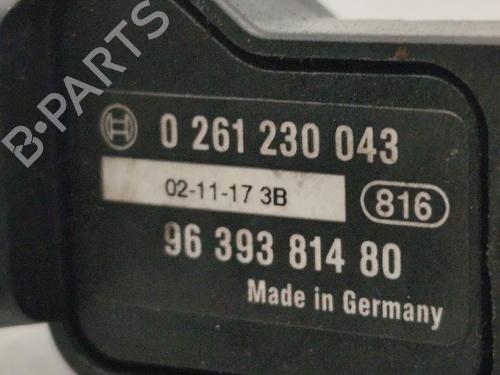 B-PARTS
0 261 230 043
02-11-17 3B
816
96 393 814 80
Made in Germany